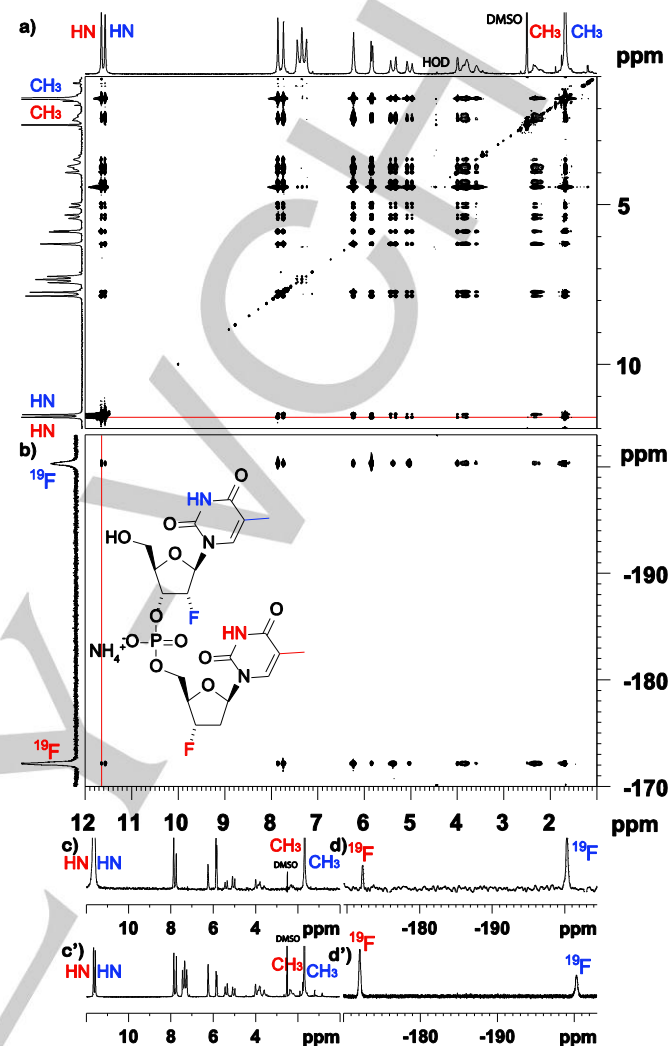 a)
HN HN
DMSO
CH₃ CH₃
HOD
ppm
CH₃
CH₃
5
10
HN
HN
b)
ppm
¹⁹F
-190
-180
-170
¹⁹F
HN
O
O
N
HO
O
O
F
NH₄⁺
⁻O
P
O
O
HN
O
O
N
O
F
12 11 10 9 8 7 6 5 4 3 2 ppm
c)
HN HN
CH₃
DMSO
CH₃
10 8 6 4 ppm
d)
¹⁹F
¹⁹F
-180 -190 ppm
c')
HN HN
DMSO
CH₃
CH₃
10 8 6 4 ppm
d')
¹⁹F
¹⁹F
-180 -190 ppm